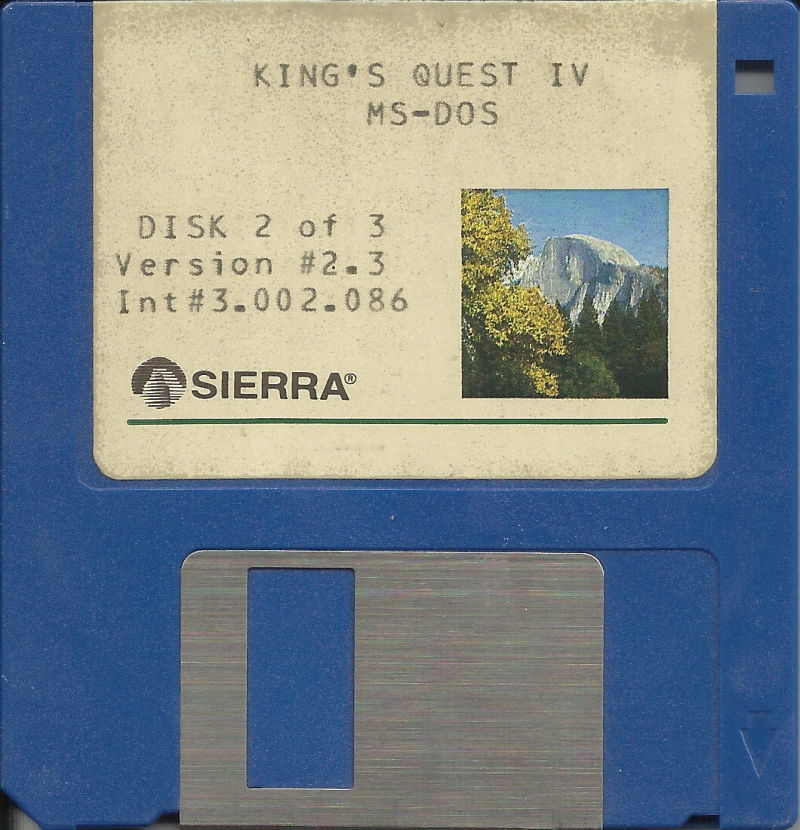 KING'S QUEST IV
MS-DOS
DISK 2 of 3
Version #2.3
Int#3.002.086
SIERRA®